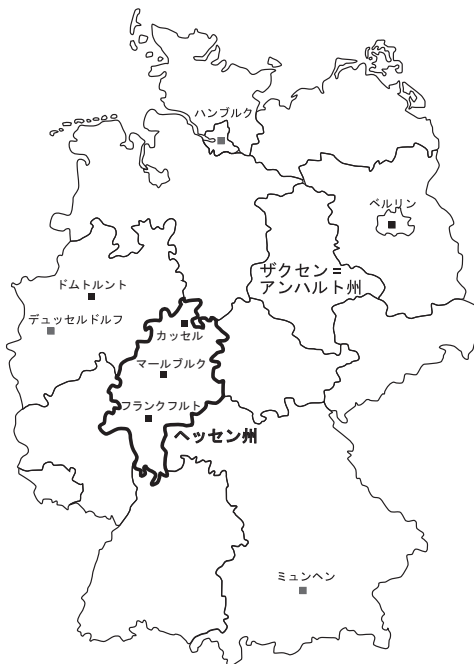 ハンブルク
ベルリン
ザクセン=
アンハルト州
ドムトルント
デュッセルドルフ
カッセル
マールブルク
フランクフルト
ヘッセン州
ミュンヘン